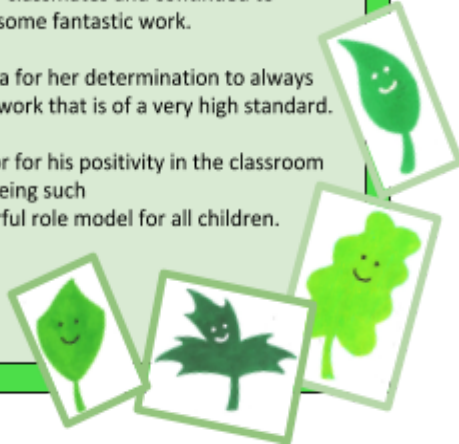 some fantastic work.
a for her determination to always
work that is of a very high standard.
r for his positivity in the classroom
eing such
ful role model for all children.